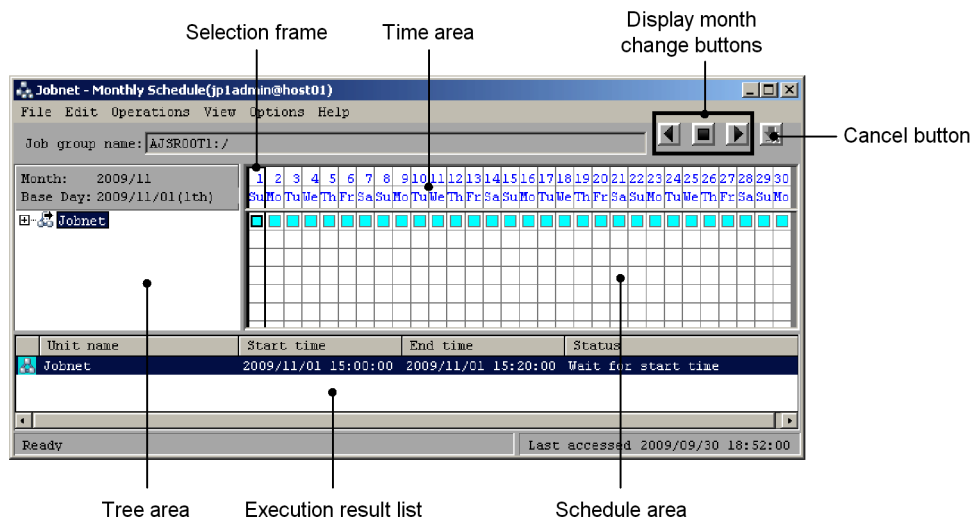 Display month
change buttons
Selection frame
Time area
Jobnet - Monthly Schedule(jp1admin@host01)
File Edit Operations View Options Help
Job group name: AJSROOT1:/
Cancel button
Month: 2009/11
Base Day: 2009/11/01(1th)
1 2 3 4 5 6 7 8 9 10 11 12 13 14 15 16 17 18 19 20 21 22 23 24 25 26 27 28 29 30
Su Mo Tu We Th Fr Sa Su Mo Tu We Th Fr Sa Su Mo Tu We Th Fr Sa Su Mo Tu We Th Fr Sa Su Mo
Jobnet
Unit name Start time End time Status
Jobnet 2009/11/01 15:00:00 2009/11/01 15:20:00 Wait for start time
Ready Last accessed 2009/09/30 18:52:00
Tree area
Execution result list
Schedule area